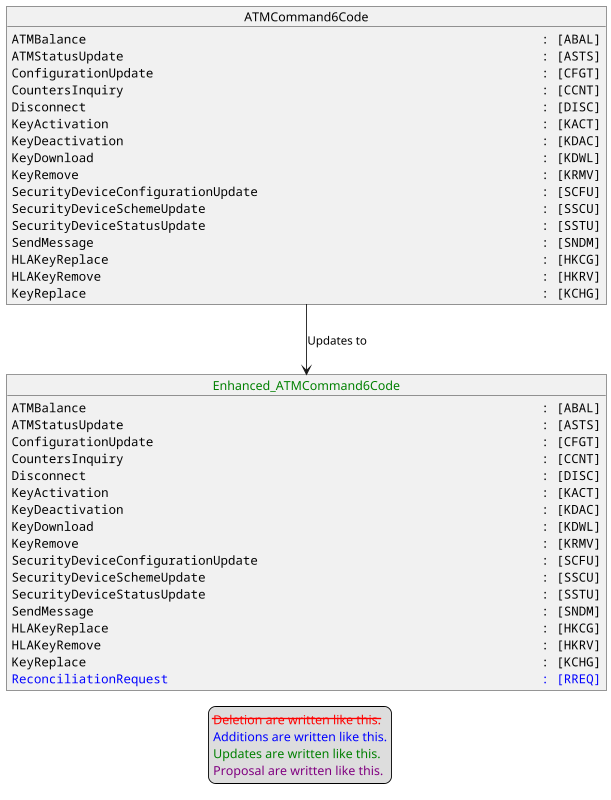 ATMCommand6Code
ATMBalance : [ABAL]
ATMStatusUpdate : [ASTS]
ConfigurationUpdate : [CFGT]
CountersInquiry : [CCNT]
Disconnect : [DISC]
KeyActivation : [KACT]
KeyDeactivation : [KDAC]
KeyDownload : [KDWL]
KeyRemove : [KRMV]
SecurityDeviceConfigurationUpdate : [SCFU]
SecurityDeviceSchemeUpdate : [SSCU]
SecurityDeviceStatusUpdate : [SSTU]
SendMessage : [SNDM]
HLAKeyReplace : [HKCG]
HLAKeyRemove : [HKRV]
KeyReplace : [KCHG]
Updates to
Enhanced_ATMCommand6Code
ATMBalance : [ABAL]
ATMStatusUpdate : [ASTS]
ConfigurationUpdate : [CFGT]
CountersInquiry : [CCNT]
Disconnect : [DISC]
KeyActivation : [KACT]
KeyDeactivation : [KDAC]
KeyDownload : [KDWL]
KeyRemove : [KRMV]
SecurityDeviceConfigurationUpdate : [SCFU]
SecurityDeviceSchemeUpdate : [SSCU]
SecurityDeviceStatusUpdate : [SSTU]
SendMessage : [SNDM]
HLAKeyReplace : [HKCG]
HLAKeyRemove : [HKRV]
KeyReplace : [KCHG]
ReconciliationRequest : [RREQ]
Deletion are written like this.
Additions are written like this.
Updates are written like this.
Proposal are written like this.